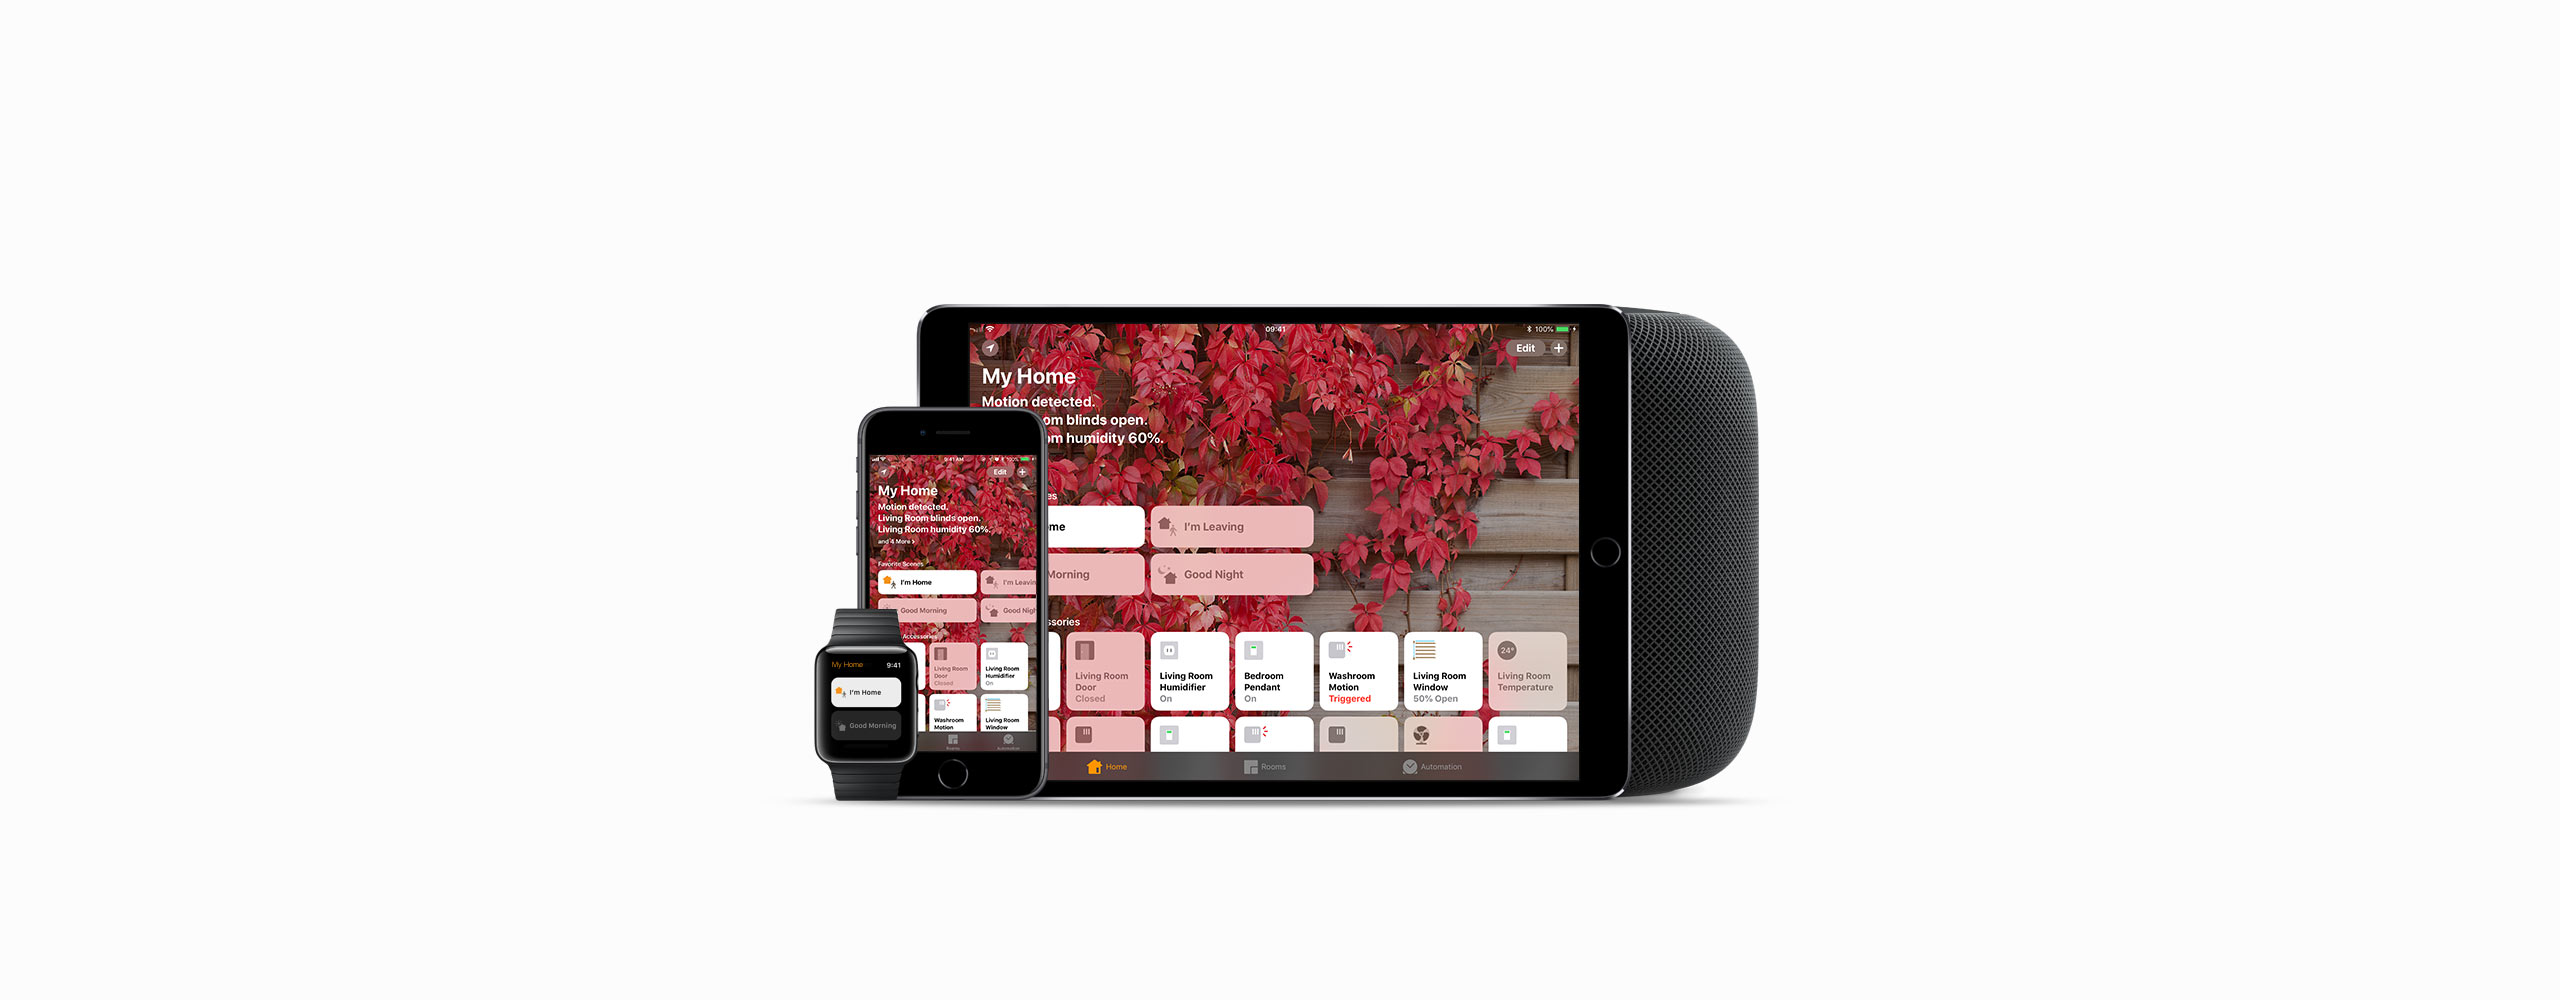 09:41
100%
Edit
My Home
Motion detected.
om blinds open.
om humidity 60%.
es
me
I'm Leaving
Morning
Good Night
ssories
Living Room
Door
Closed
Living Room
Humidifier
On
Bedroom
Pendant
On
Washroom
Motion
Triggered
Living Room
Window
50% Open
24°
Living Room
Temperature
Home
Rooms
Automation
9:41 AM
100%
Edit
My Home
Motion detected.
Living Room blinds open.
Living Room humidity 60%.
and 4 More >
Favorite Scenes
I'm Home
I'm Leavin
Good Morning
Good Nigh
Accessories
Living Room
Door
Closed
Living Room
Humidifier
On
Washroom
Motion
Living Room
Window
Rooms
Automation
My Home
9:41
I'm Home
Good Morning